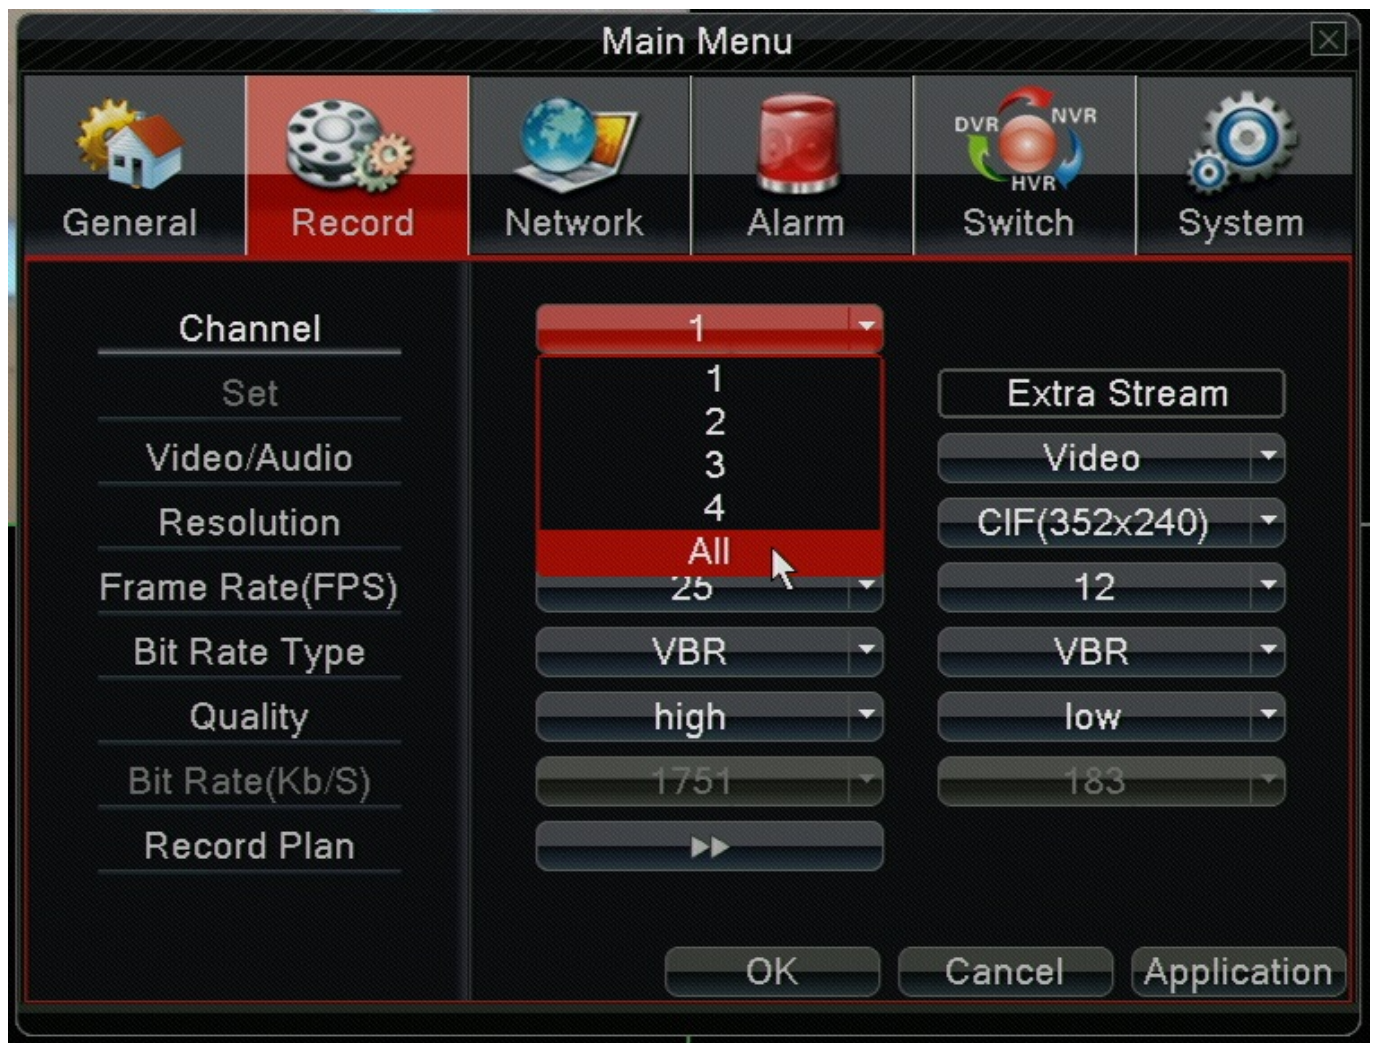 Main Menu
DVR NVR
HVR
General Record Network Alarm Switch System
Channel 1
1
Set Extra Stream
2
Video/Audio 3 Video
Resolution 4 CIF(352x240)
All
Frame Rate(FPS) 25 12
Bit Rate Type VBR VBR
Quality high low
Bit Rate(Kb/S) 1751 183
Record Plan
OK Cancel Application